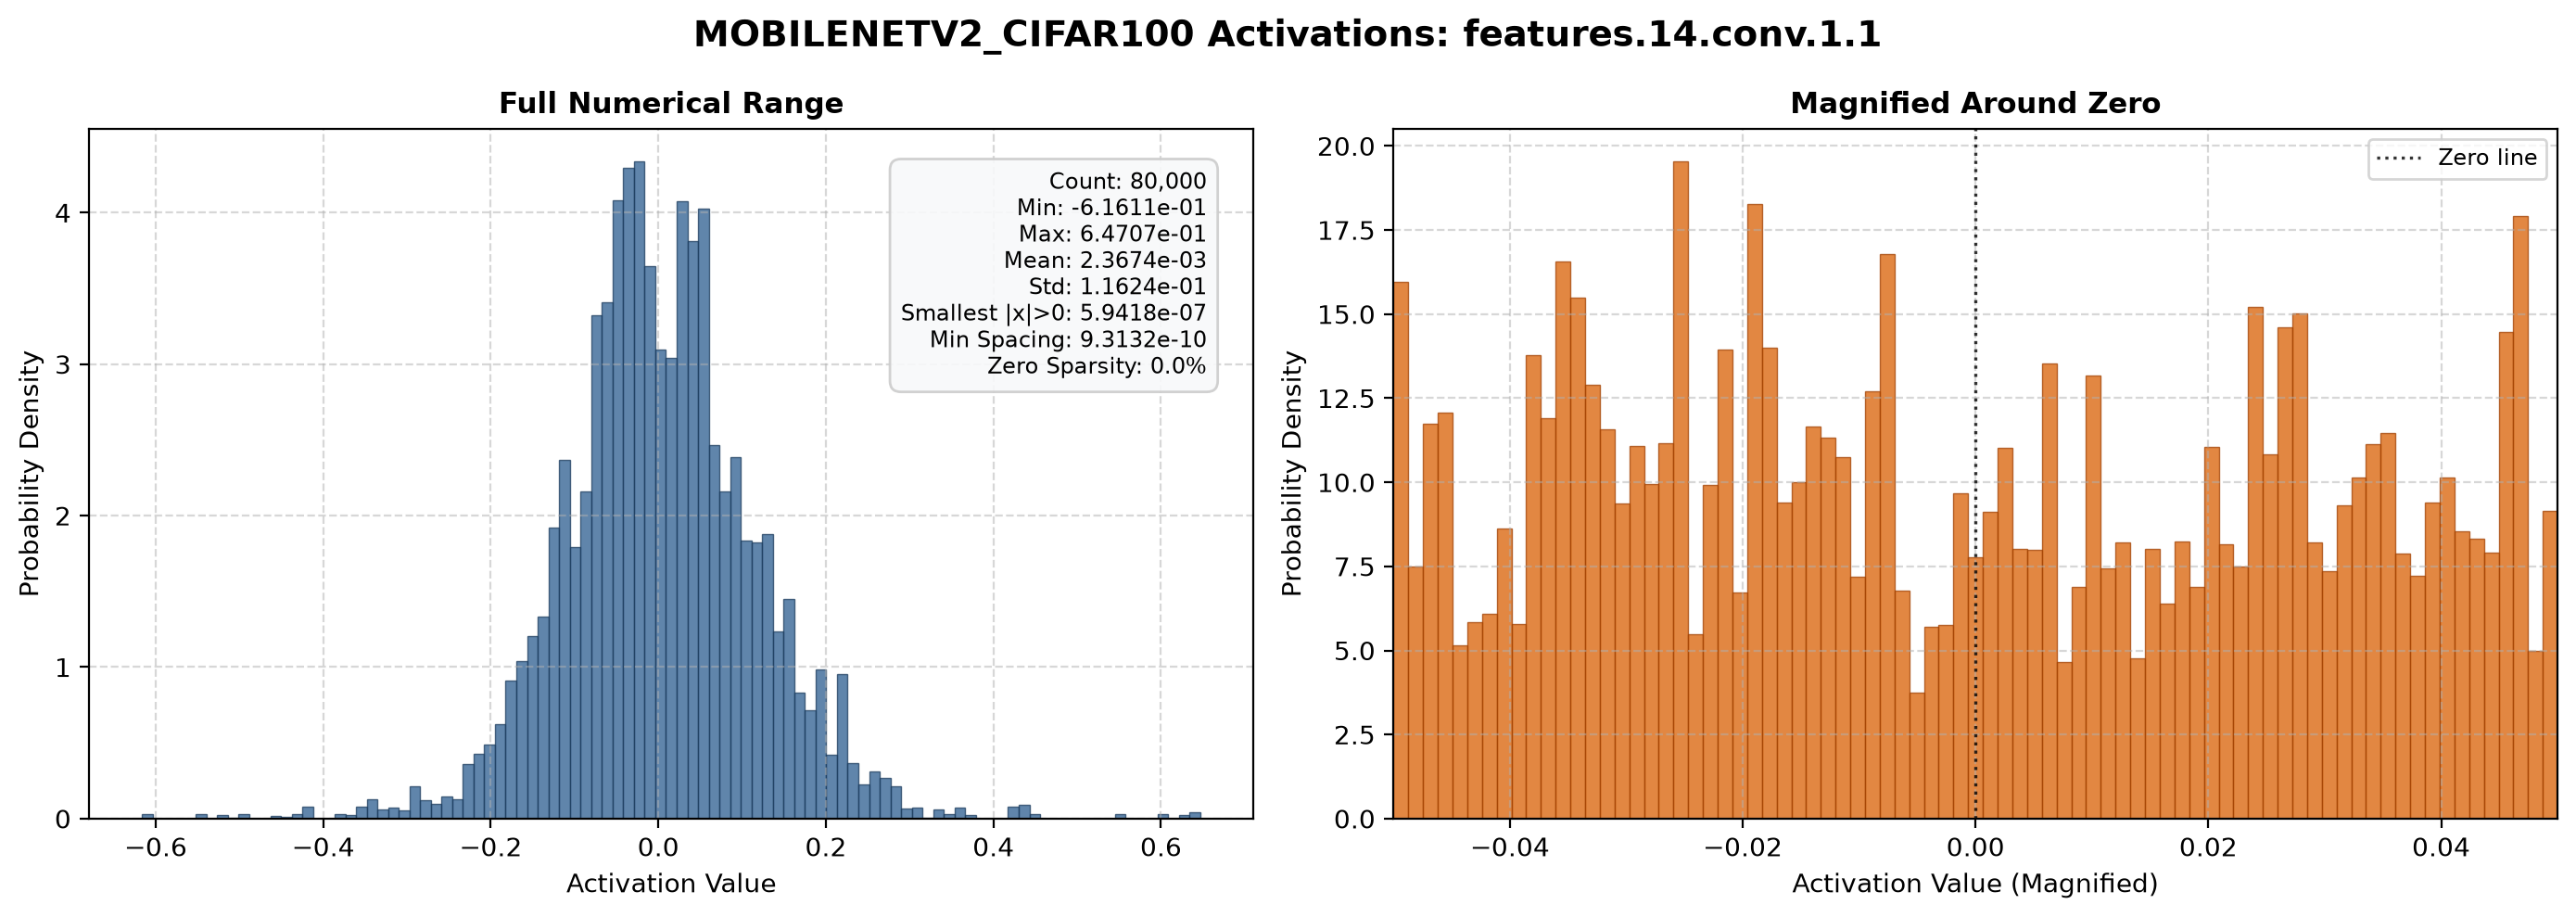 MOBILENETV2_CIFAR100 Activations: features.14.conv.1.1
Full Numerical Range
Probability Density
4
3
2
1
0
Count: 80,000
Min: -6.1611e-01
Max: 6.4707e-01
Mean: 2.3674e-03
Std: 1.1624e-01
Smallest |x|>0: 5.9418e-07
Min Spacing: 9.3132e-10
Zero Sparsity: 0.0%
−0.6 −0.4 −0.2 0.0 0.2 0.4 0.6
Activation Value
Magnified Around Zero
Probability Density
20.0
17.5
15.0
12.5
10.0
7.5
5.0
2.5
0.0
Zero line
−0.04 −0.02 0.00 0.02 0.04
Activation Value (Magnified)